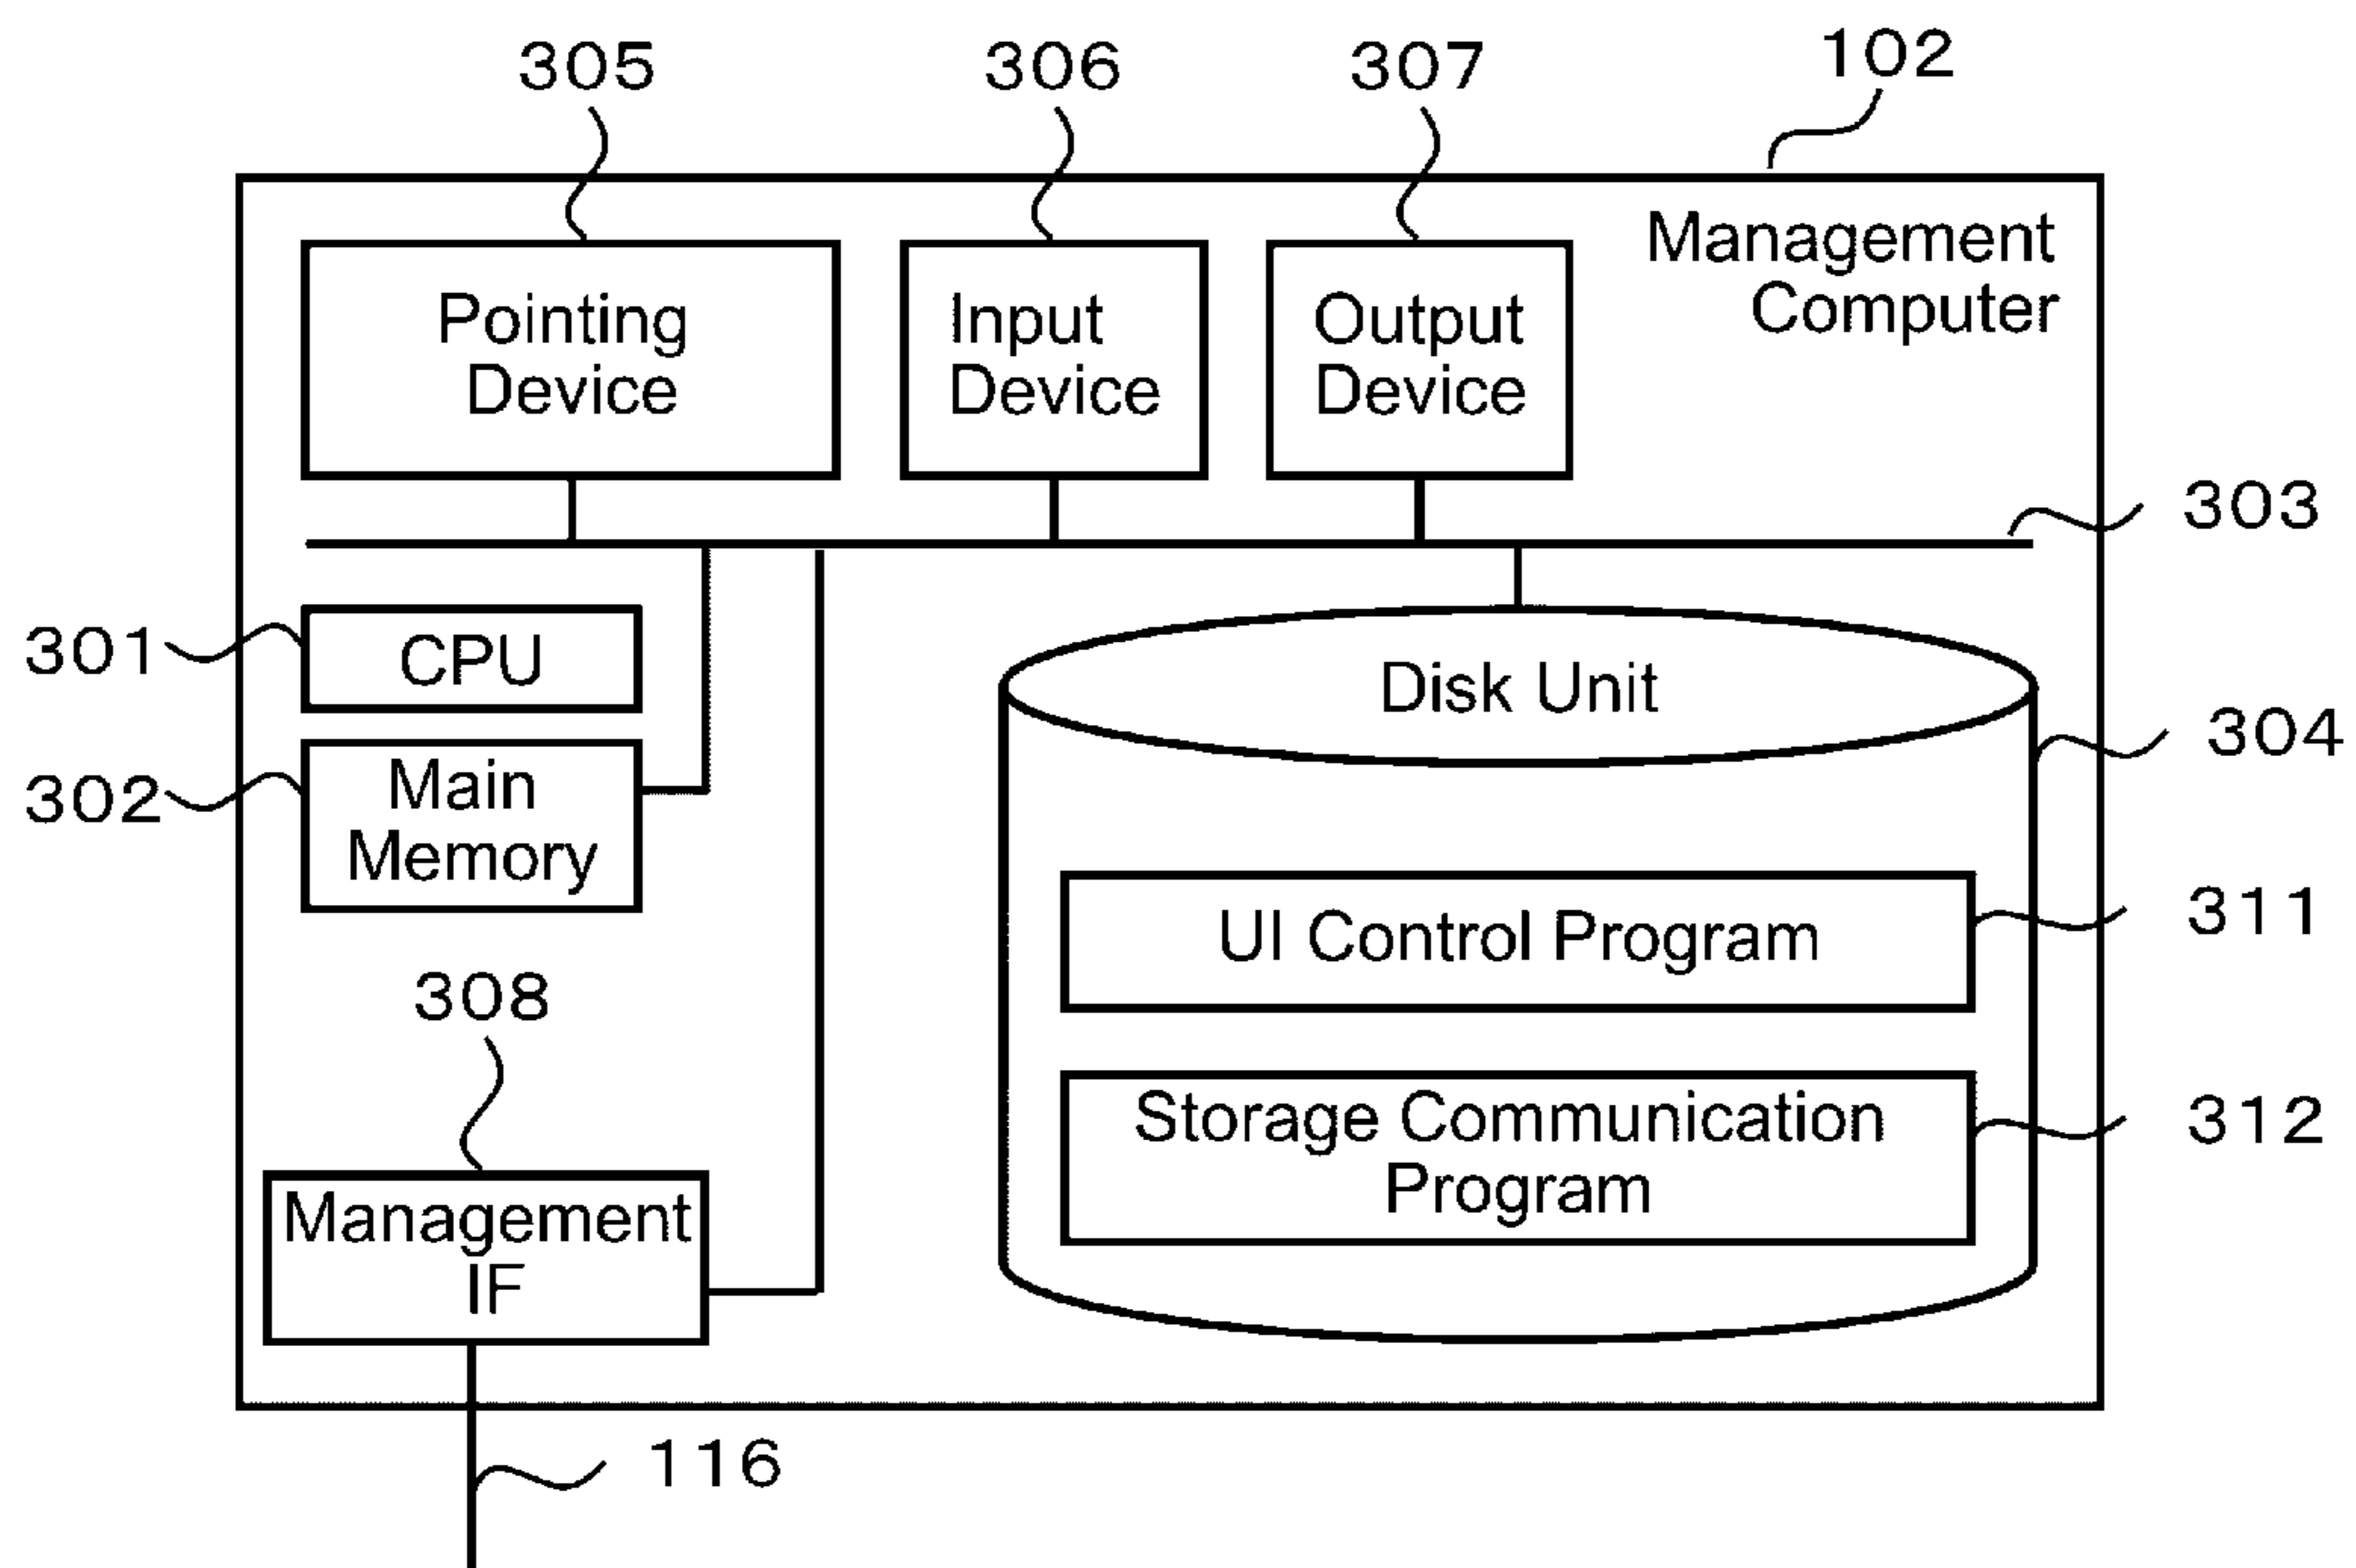 305
306
307
102
Management
Computer
Pointing
Device
Input
Device
Output
Device
303
301
CPU
Disk Unit
304
302
Main
Memory
UI Control Program
311
308
Storage Communication
Program
312
Management
IF
116